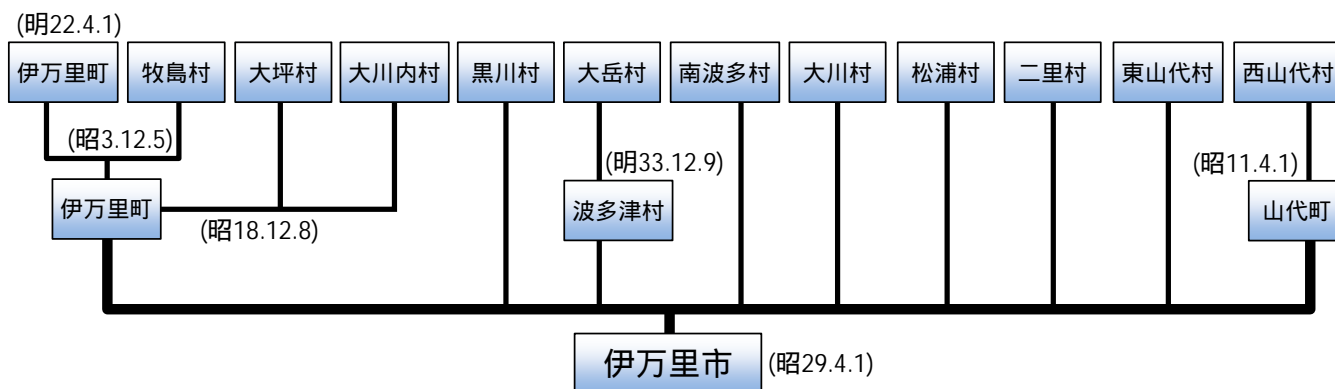 (明22.4.1)
伊万里町 牧島村 大坪村 大川内村 黒川村 大岳村 南波多村 大川村 松浦村 二里村 東山代村 西山代村
(昭3.12.5) (明33.12.9) (昭11.4.1)
伊万里町 波多津村 山代町
(昭18.12.8)
伊万里市 (昭29.4.1)